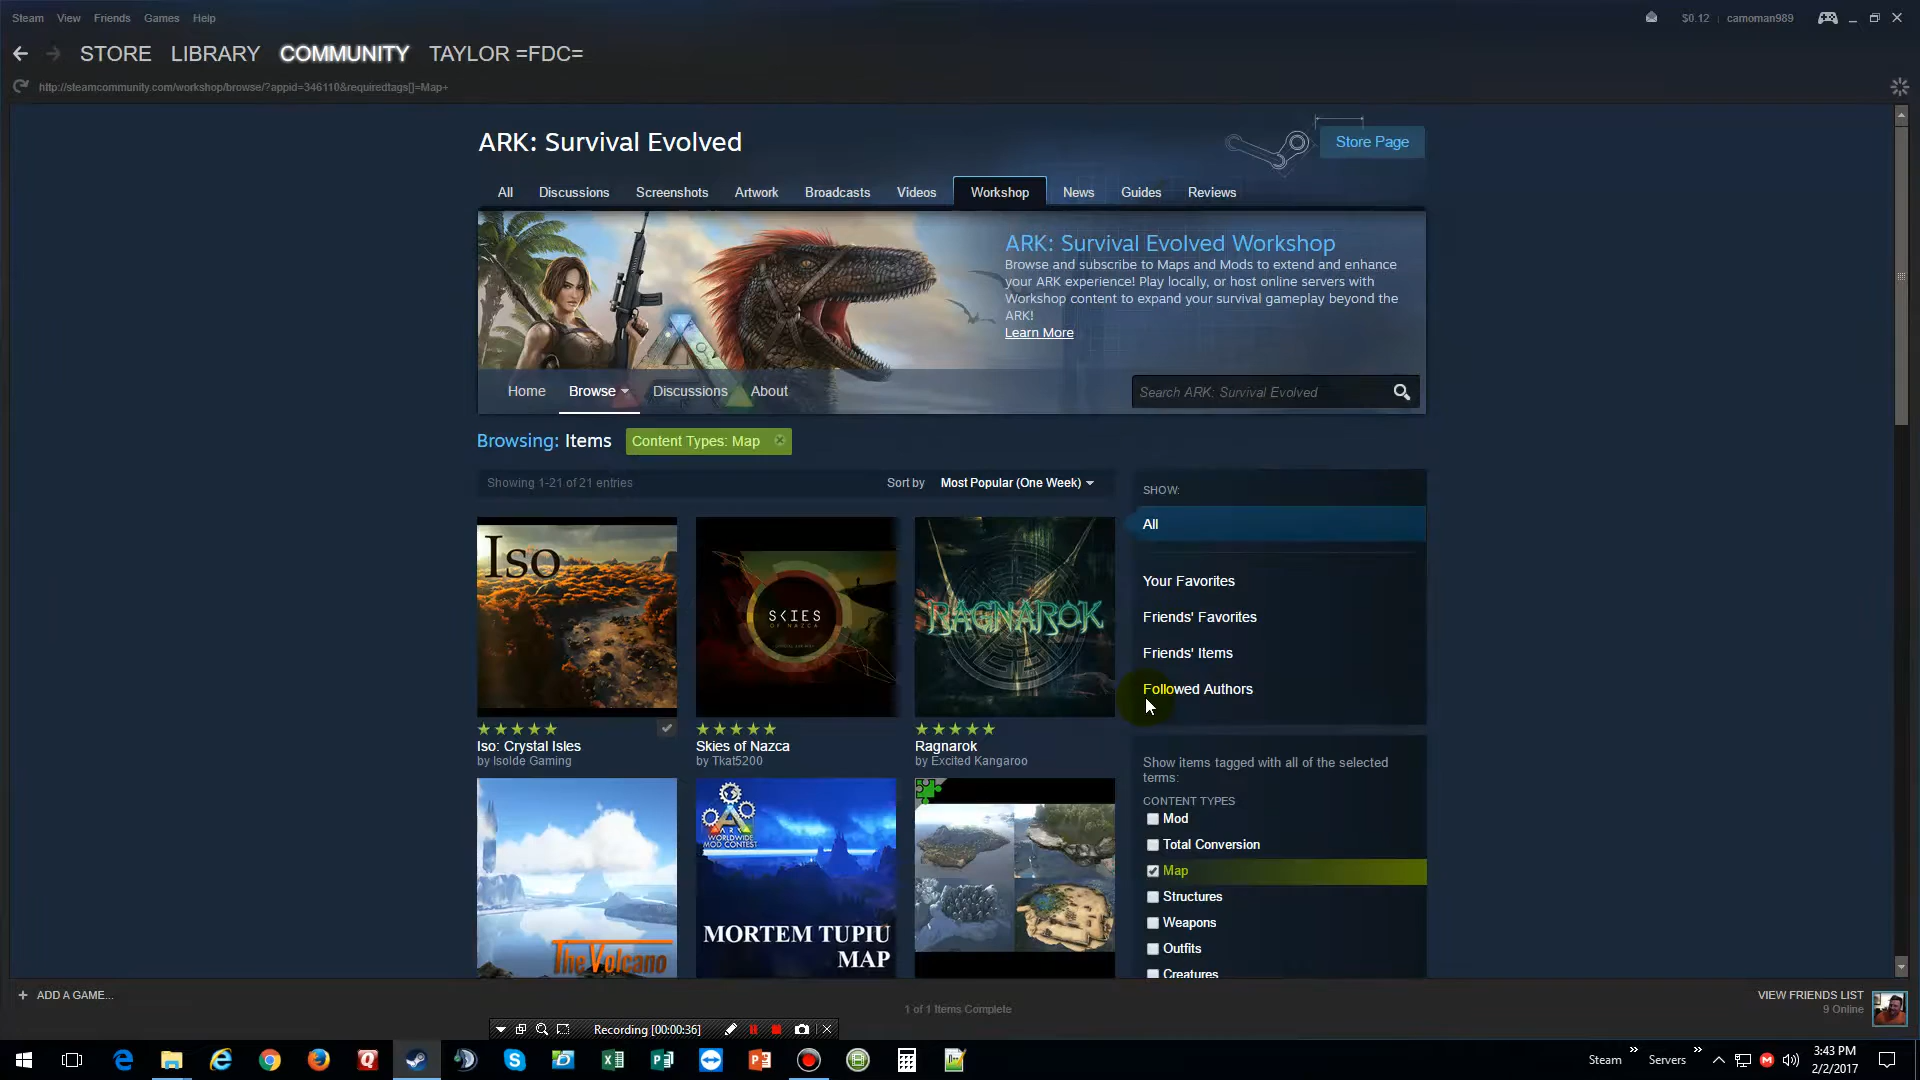 Steam View Friends Games Help
$0.12 | camoman989
STORE LIBRARY COMMUNITY TAYLOR =FDC=
http://steamcommunity.com/workshop/browse/?appid=346110&requiredtags[]=Map+
ARK: Survival Evolved
Store Page
All Discussions Screenshots Artwork Broadcasts Videos Workshop News Guides Reviews
ARK: Survival Evolved Workshop
Browse and subscribe to Maps and Mods to extend and enhance
your ARK experience! Play locally, or host online servers with
Workshop content to expand your survival gameplay beyond the
ARK!
Learn More
Home Browse Discussions About
Search ARK: Survival Evolved
Browsing: Items Content Types: Map
Showing 1-21 of 21 entries
Sort by Most Popular (One Week)
SHOW:
All
Your Favorites
Friends' Favorites
Friends' Items
Followed Authors
Iso
SKIES
OF NAZCA
RAGNAROK
Iso: Crystal Isles
by Isolde Gaming
Skies of Nazca
by Tkat5200
Ragnarok
by Excited Kangaroo
Show items tagged with all of the selected
terms:
CONTENT TYPES
Mod
Total Conversion
Map
Structures
Weapons
Outfits
Creatures
The Volcano
ARK
WORLDWIDE
MOD CONTEST
MORTEM TUPIU
MAP
+ ADD A GAME...
1 of 1 Items Complete
VIEW FRIENDS LIST
9 Online
Recording [00:00:36]
Steam » Servers »
3:43 PM
2/2/2017